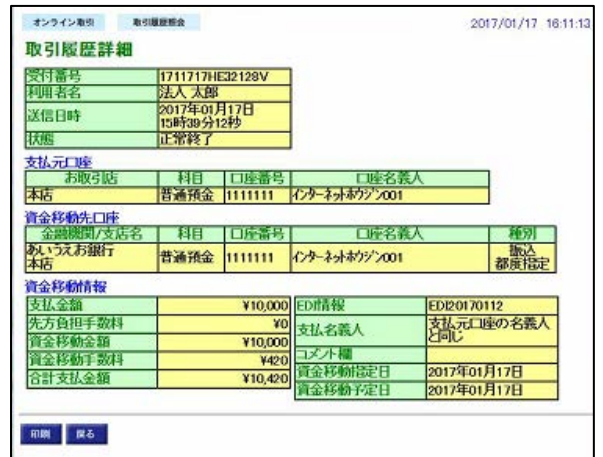 オンライン取引 取引履歴照会 2017/01/17 16:11:13
取引履歴詳細
受付番号 1711717HE32128V
利用者名 法人 太郎
送信日時 2017年01月17日
15時39分12秒
状態 正常終了
支払元口座
お取引店 科目 口座番号 口座名義人
本店 普通預金 1111111 インターネットホウジン001
資金移動先口座
金融機関/支店名 科目 口座番号 口座名義人 種別
あいうえお銀行
本店 普通預金 1111111 インターネットホウジン001 振込
都度指定
資金移動情報
支払金額 ¥10,000 EDI情報 EDI20170112
先方負担手数料 ¥0 支払名義人 支払元口座の名義人
と同じ
資金移動金額 ¥10,000
資金移動手数料 ¥420 コメント欄
合計支払金額 ¥10,420 資金移動指定日 2017年01月17日
資金移動予定日 2017年01月17日
印刷 戻る